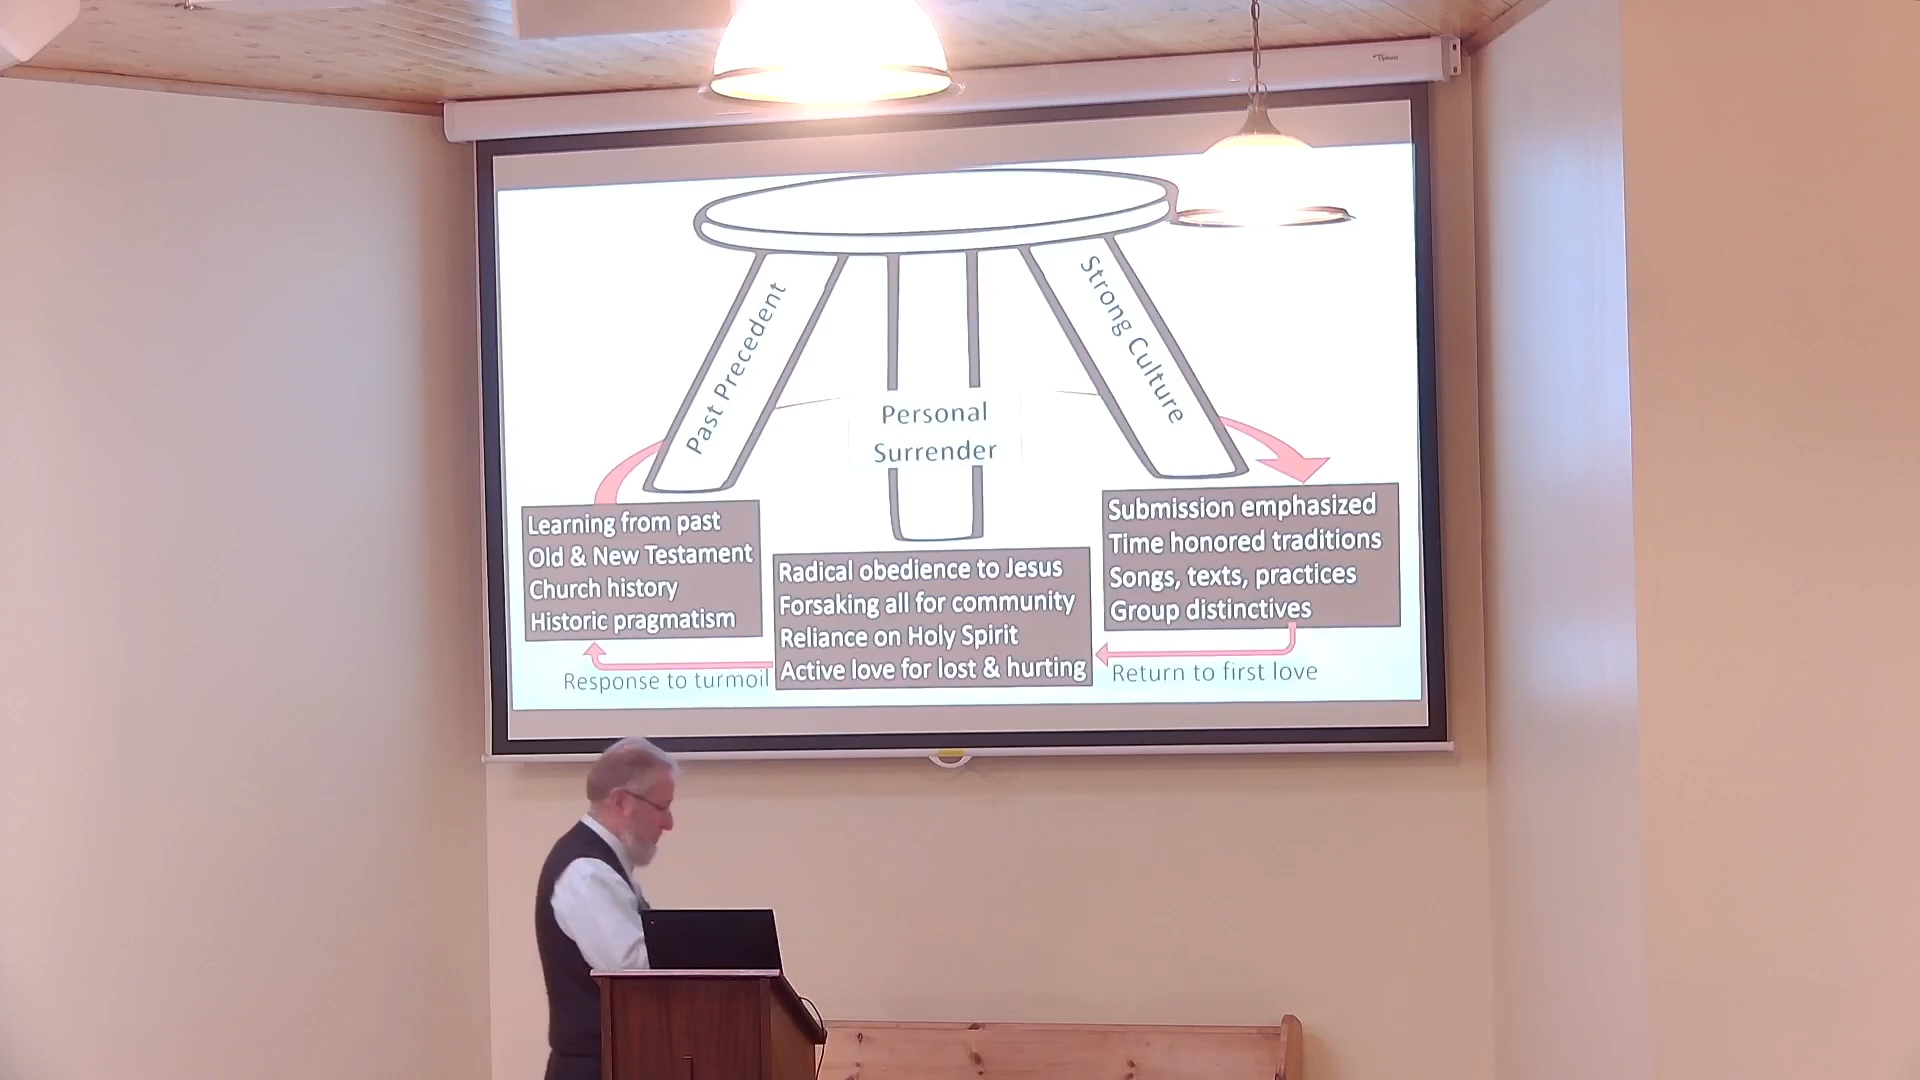 Optoma
Past Precedent
Personal
Surrender
Strong Culture
Learning from past
Old & New Testament
Church history
Historic pragmatism
Radical obedience to Jesus
Forsaking all for community
Reliance on Holy Spirit
Active love for lost & hurting
Submission emphasized
Time honored traditions
Songs, texts, practices
Group distinctives
Response to turmoil
Return to first love